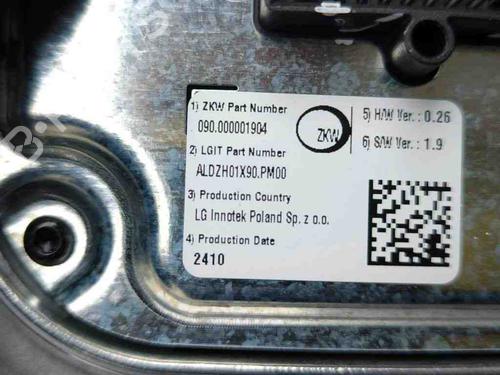 1) ZKW Part Number
090.000001904
ZKW
5) H/W Ver. : 0.26
6) S/W Ver. : 1.9
2) LGIT Part Number
ALDZH01X90.PM00
3) Production Country
LG Innotek Poland Sp. z o.o.
4) Production Date
2410